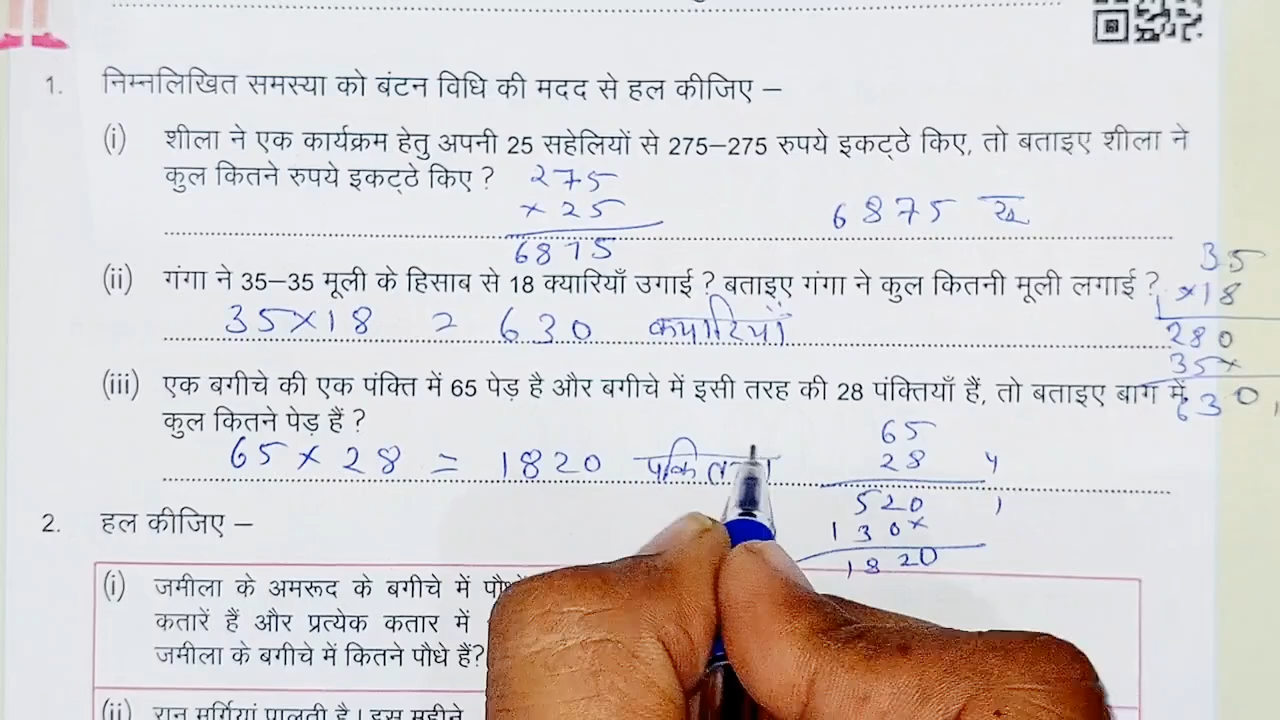 1. निम्नलिखित समस्या को बंटन विधि की मदद से हल कीजिए –
(i) शीला ने एक कार्यक्रम हेतु अपनी 25 सहेलियों से 275–275 रुपये इकट्ठे किए, तो बताइए शीला ने
कुल कितने रुपये इकट्ठे किए ?
275
× 25
6875
6875 रु
(ii) गंगा ने 35–35 मूली के हिसाब से 18 क्यारियाँ उगाई ? बताइए गंगा ने कुल कितनी मूली लगाई ?
35×18 = 630 क्यारियाँ
35
×18
280
35×
630
(iii) एक बगीचे की एक पंक्ति में 65 पेड़ है और बगीचे में इसी तरह की 28 पंक्तियाँ हैं, तो बताइए बाग में
कुल कितने पेड़ हैं ?
65 × 28 = 1820
65
28 4
520 1
130×
1820
2. हल कीजिए –
(i) जमीला के अमरूद के बगीचे में
कतारें हैं और प्रत्येक कतार में
जमीला के बगीचे में कितने पौधे हैं?
(ii)